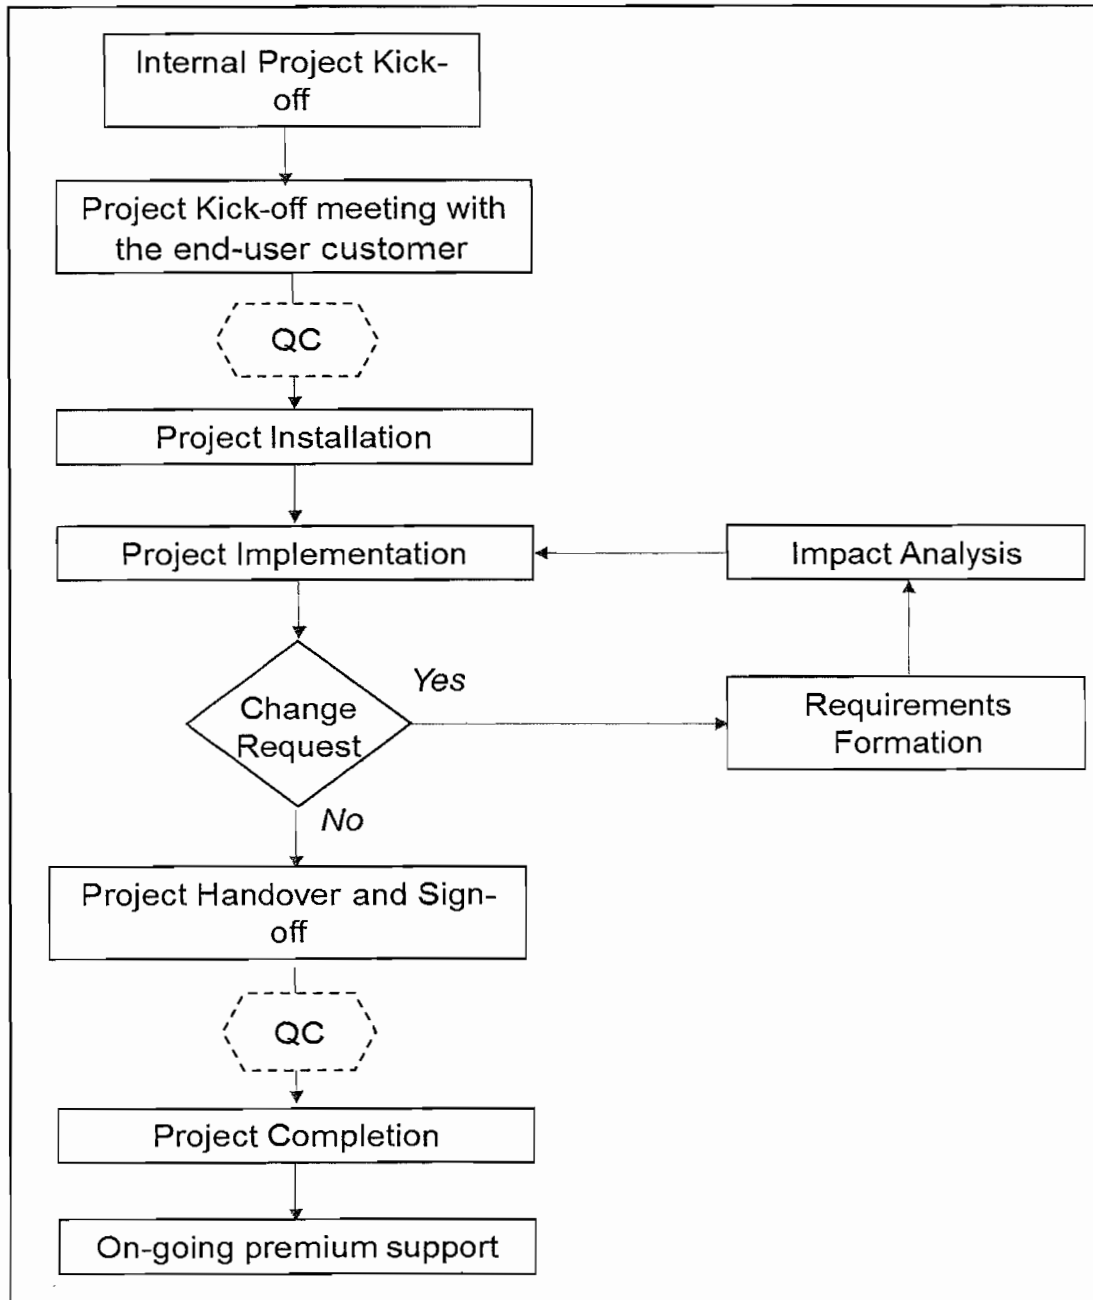 Internal Project Kick-
off
Project Kick-off meeting with
the end-user customer
QC
Project Installation
Project Implementation
Impact Analysis
Change
Request
Yes
Requirements
Formation
No
Project Handover and Sign-
off
QC
Project Completion
On-going premium support